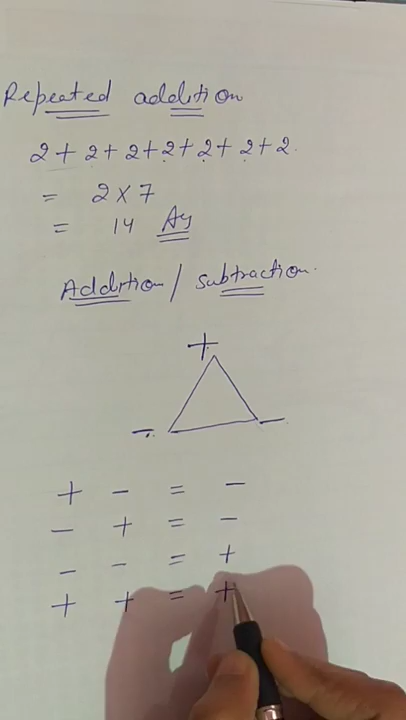 Repeated addition
2 + 2 + 2 + 2 + 2 + 2 + 2.
= 2 × 7
= 14 Ans
Addition / subtraction.
+
- -
+ - = -
- + = -
- - = +
+ + = +